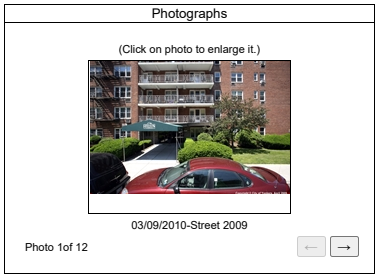 Photographs
(Click on photo to enlarge it.)
03/09/2010-Street 2009
Photo 1of 12
← →